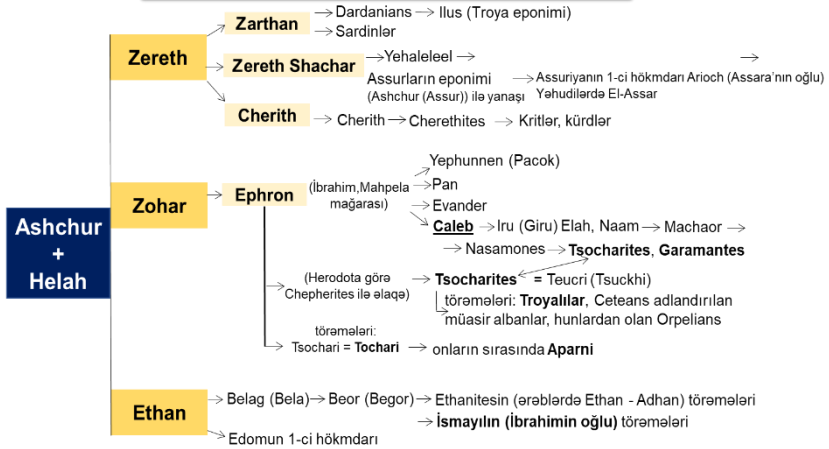 Ashchur
+
Helah
Zereth
Zarthan
→ Dardanians → Ilus (Troya eponimi)
→ Sardinlər
Zereth Shachar
→ Yehaleleel →
Assurların eponimi
(Ashchur (Assur)) ilə yanaşı
→ Assuriyanın 1-ci hökmdarı Arioch (Assara’nın oğlu)
Yəhudilərdə El-Assar
Cherith
→ Cherith → Cherethites → Kritlər, kürdlər
Zohar
→ Ephron
(İbrahim,Mahpela
mağarası)
Yephunnen (Pacok)
→ Pan
→ Evander
Caleb → Iru (Giru) Elah, Naam → Machaor →
→ Nasamones → Tsocharites, Garamantes
(Herodota görə
Chepherites ilə əlaqə)
→ Tsocharites = Teucri (Tsuckhi)
törəmələri: Troyalılar, Ceteans adlandırılan
müasir albanlar, hunlardan olan Orpelians
törəmələri:
Tsochari = Tochari → onların sırasında Aparni
Ethan
→ Belag (Bela) → Beor (Begor) → Ethanitesin (ərəblərdə Ethan - Adhan) törəmələri
→ İsmayılın (İbrahimin oğlu) törəmələri
Edomun 1-ci hökmdarı